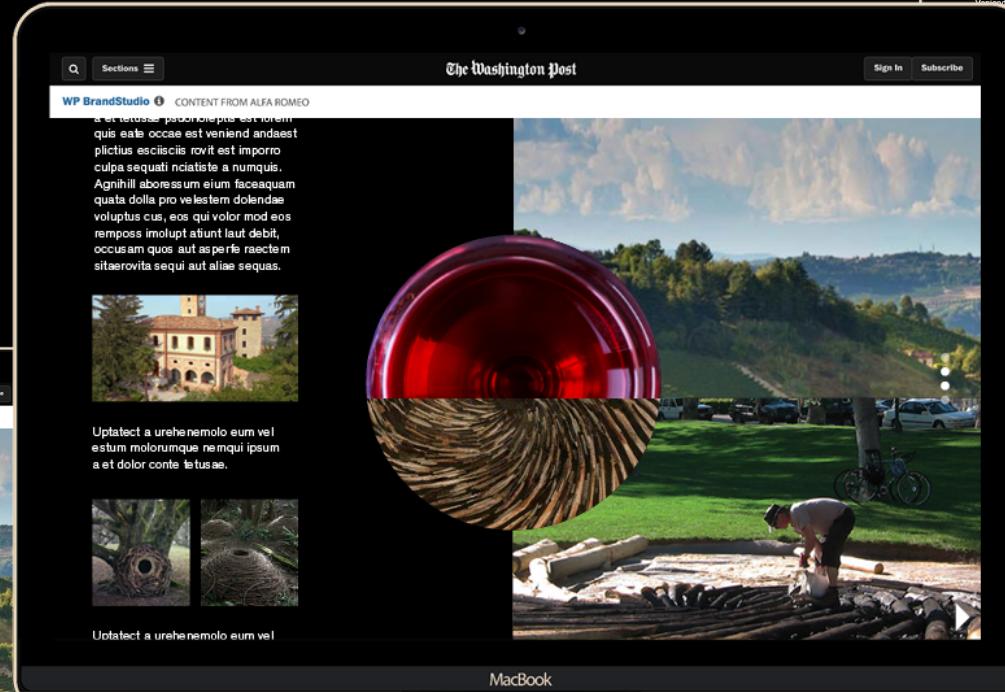 Sections
The Washington Post
Sign In
Subscribe
WP BrandStudio
CONTENT FROM ALFA ROMEO
a et tetusae
est lorem
quis eate occae est veniend andaest
plictius esciisciis rovit est imporro
culpa sequati nciatiste a numquis.
Agnihill aboressum eium faceaquam
quata dolla pro velestem dolendae
voluptus cus, eos qui volor mod eos
remposs imolupt atiunt laut debit,
occusam quos aut asperfe raectem
sitaerovita sequi aut aliae sequas.
Uptatect a urehenemolo eum vel
estum molorumque nemqui ipsum
a et dolor conte tetusae.
Uptatect a urehenemolo eum vel
MacBook